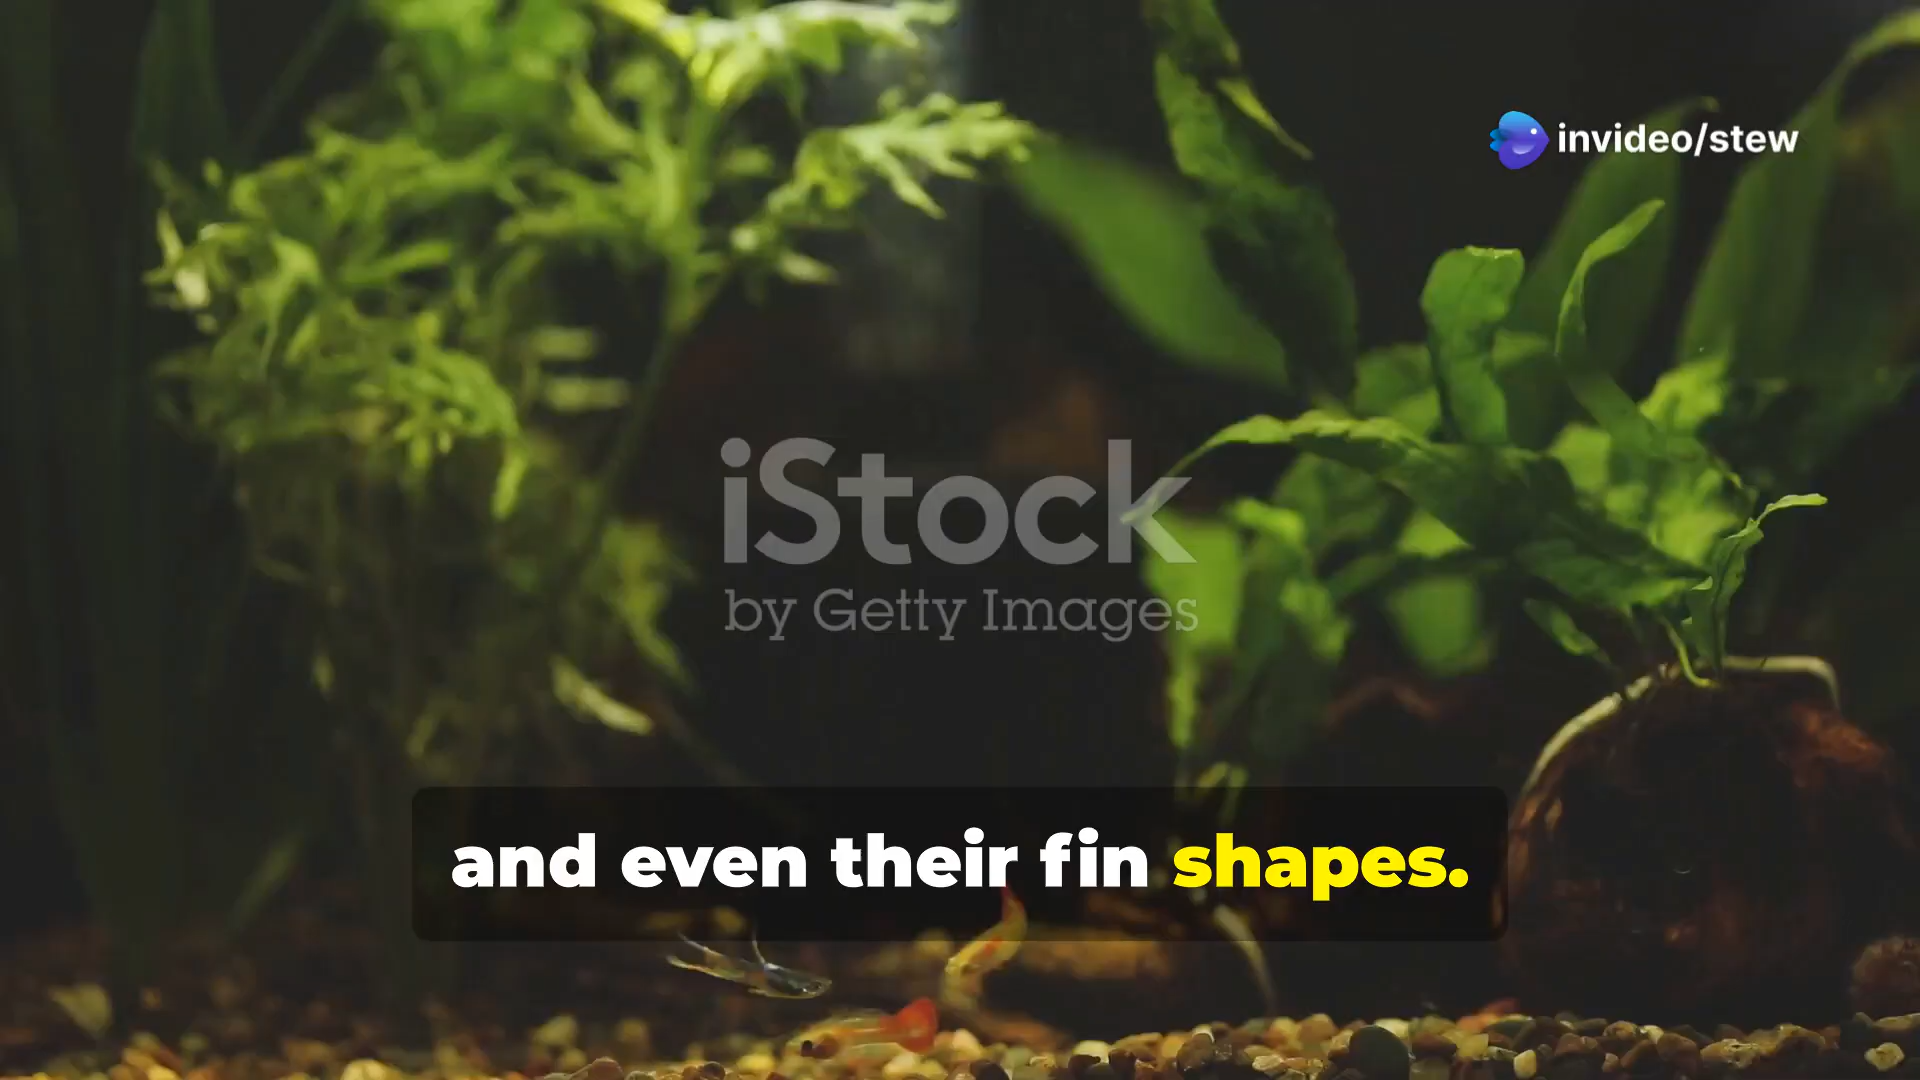 invideo/stew
iStock
by Getty Images
and even their fin shapes.